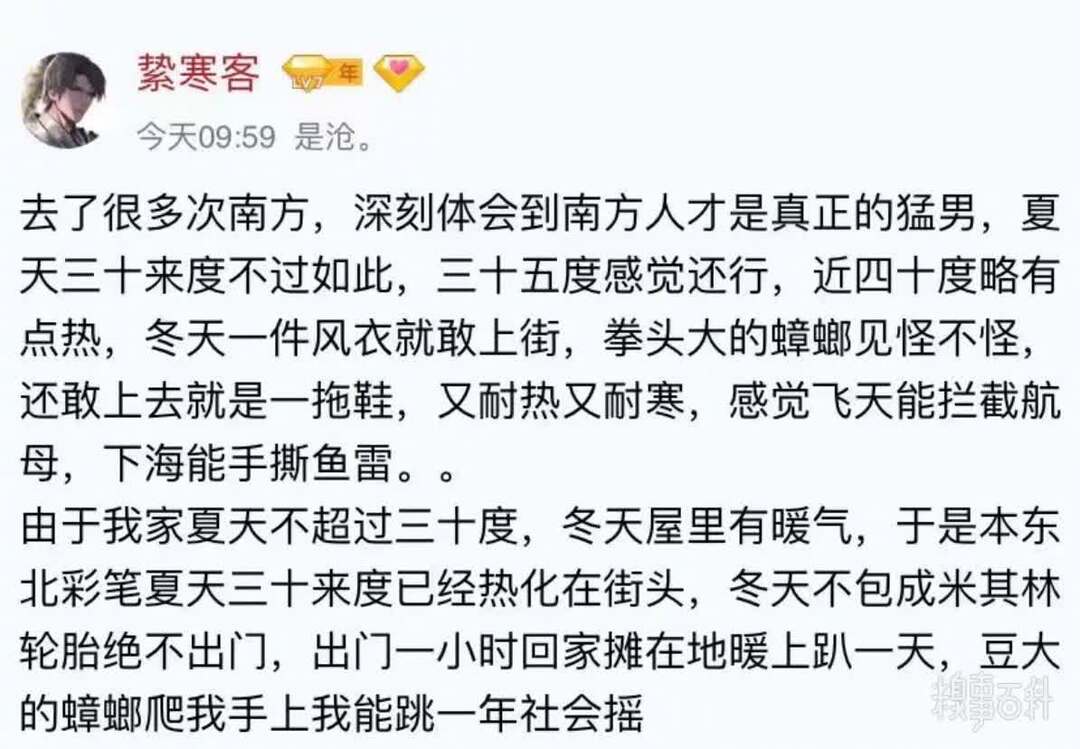 蛰寒客 LV7 年
今天09:59 是沧。
去了很多次南方，深刻体会到南方人才是真正的猛男，夏
天三十来度不过如此，三十五度感觉还行，近四十度略有
点热，冬天一件风衣就敢上街，拳头大的蟑螂见怪不怪，
还敢上去就是一拖鞋，又耐热又耐寒，感觉飞天能拦截航
母，下海能手撕鱼雷。。
由于我家夏天不超过三十度，冬天屋里有暖气，于是本东
北彩笔夏天三十来度已经热化在街头，冬天不包成米其林
轮胎绝不出门，出门一小时回家摊在地暖上趴一天，豆大
的蟑螂爬我手上我能跳一年社会摇
糗事百科